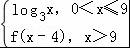 log₃x, 0<x≤9
f(x-4), x>9